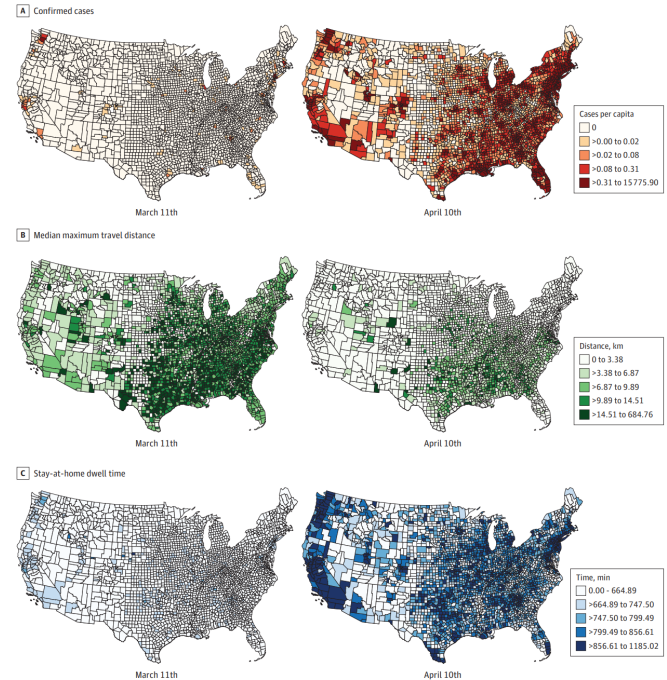 A Confirmed cases
Cases per capita
0
>0.00 to 0.02
>0.02 to 0.08
>0.08 to 0.31
>0.31 to 15775.90
March 11th
April 10th
B Median maximum travel distance
Distance, km
0 to 3.38
>3.38 to 6.87
>6.87 to 9.89
>9.89 to 14.51
>14.51 to 684.76
March 11th
April 10th
C Stay-at-home dwell time
Time, min
0.00 - 664.89
>664.89 to 747.50
>747.50 to 799.49
>799.49 to 856.61
>856.61 to 1185.02
March 11th
April 10th